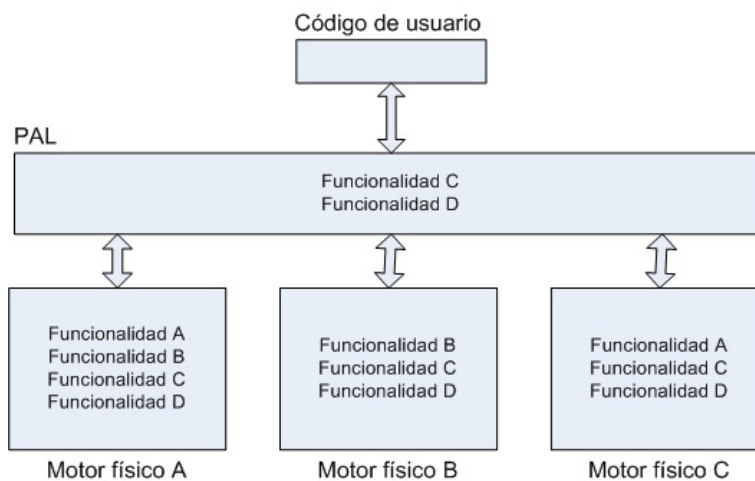 Código de usuario
PAL
Funcionalidad C
Funcionalidad D
Funcionalidad A
Funcionalidad B
Funcionalidad C
Funcionalidad D
Motor físico A
Funcionalidad B
Funcionalidad C
Funcionalidad D
Motor físico B
Funcionalidad A
Funcionalidad C
Funcionalidad D
Motor físico C